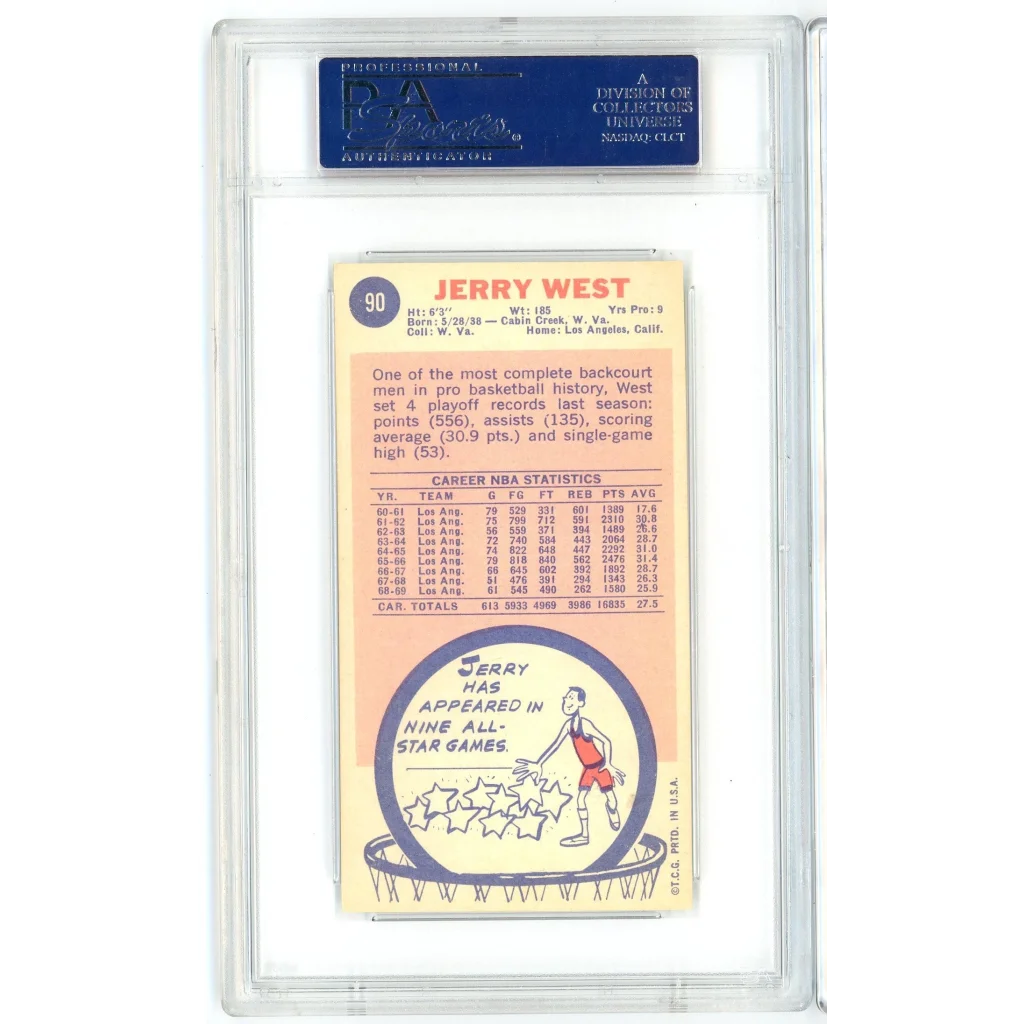 PROFESSIONAL
PSA
Sports®
AUTHENTICATOR
A
DIVISION OF
COLLECTORS
UNIVERSE
NASDAQ: CLCT
90
JERRY WEST
Ht: 6'3" Wt: 185 Yrs Pro: 9
Born: 5/28/38 — Cabin Creek, W. Va.
Coll: W. Va. Home: Los Angeles, Calif.
One of the most complete backcourt
men in pro basketball history, West
set 4 playoff records last season:
points (556), assists (135), scoring
average (30.9 pts.) and single-game
high (53).
CAREER NBA STATISTICS
YR. TEAM G FG FT REB PTS AVG
60-61 Los Ang. 79 529 331 601 1389 17.6
61-62 Los Ang. 75 799 712 591 2310 30.8
62-63 Los Ang. 56 559 371 394 1489 26.6
63-64 Los Ang. 72 740 584 443 2064 28.7
64-65 Los Ang. 74 822 648 447 2292 31.0
65-66 Los Ang. 79 818 840 562 2476 31.4
66-67 Los Ang. 66 645 602 392 1892 28.7
67-68 Los Ang. 51 476 391 294 1343 26.3
68-69 Los Ang. 61 545 490 262 1580 25.9
CAR. TOTALS 613 5933 4969 3986 16835 27.5
JERRY
HAS
APPEARED IN
NINE ALL-
STAR GAMES.
©T.C.G. PRTD. IN U.S.A.